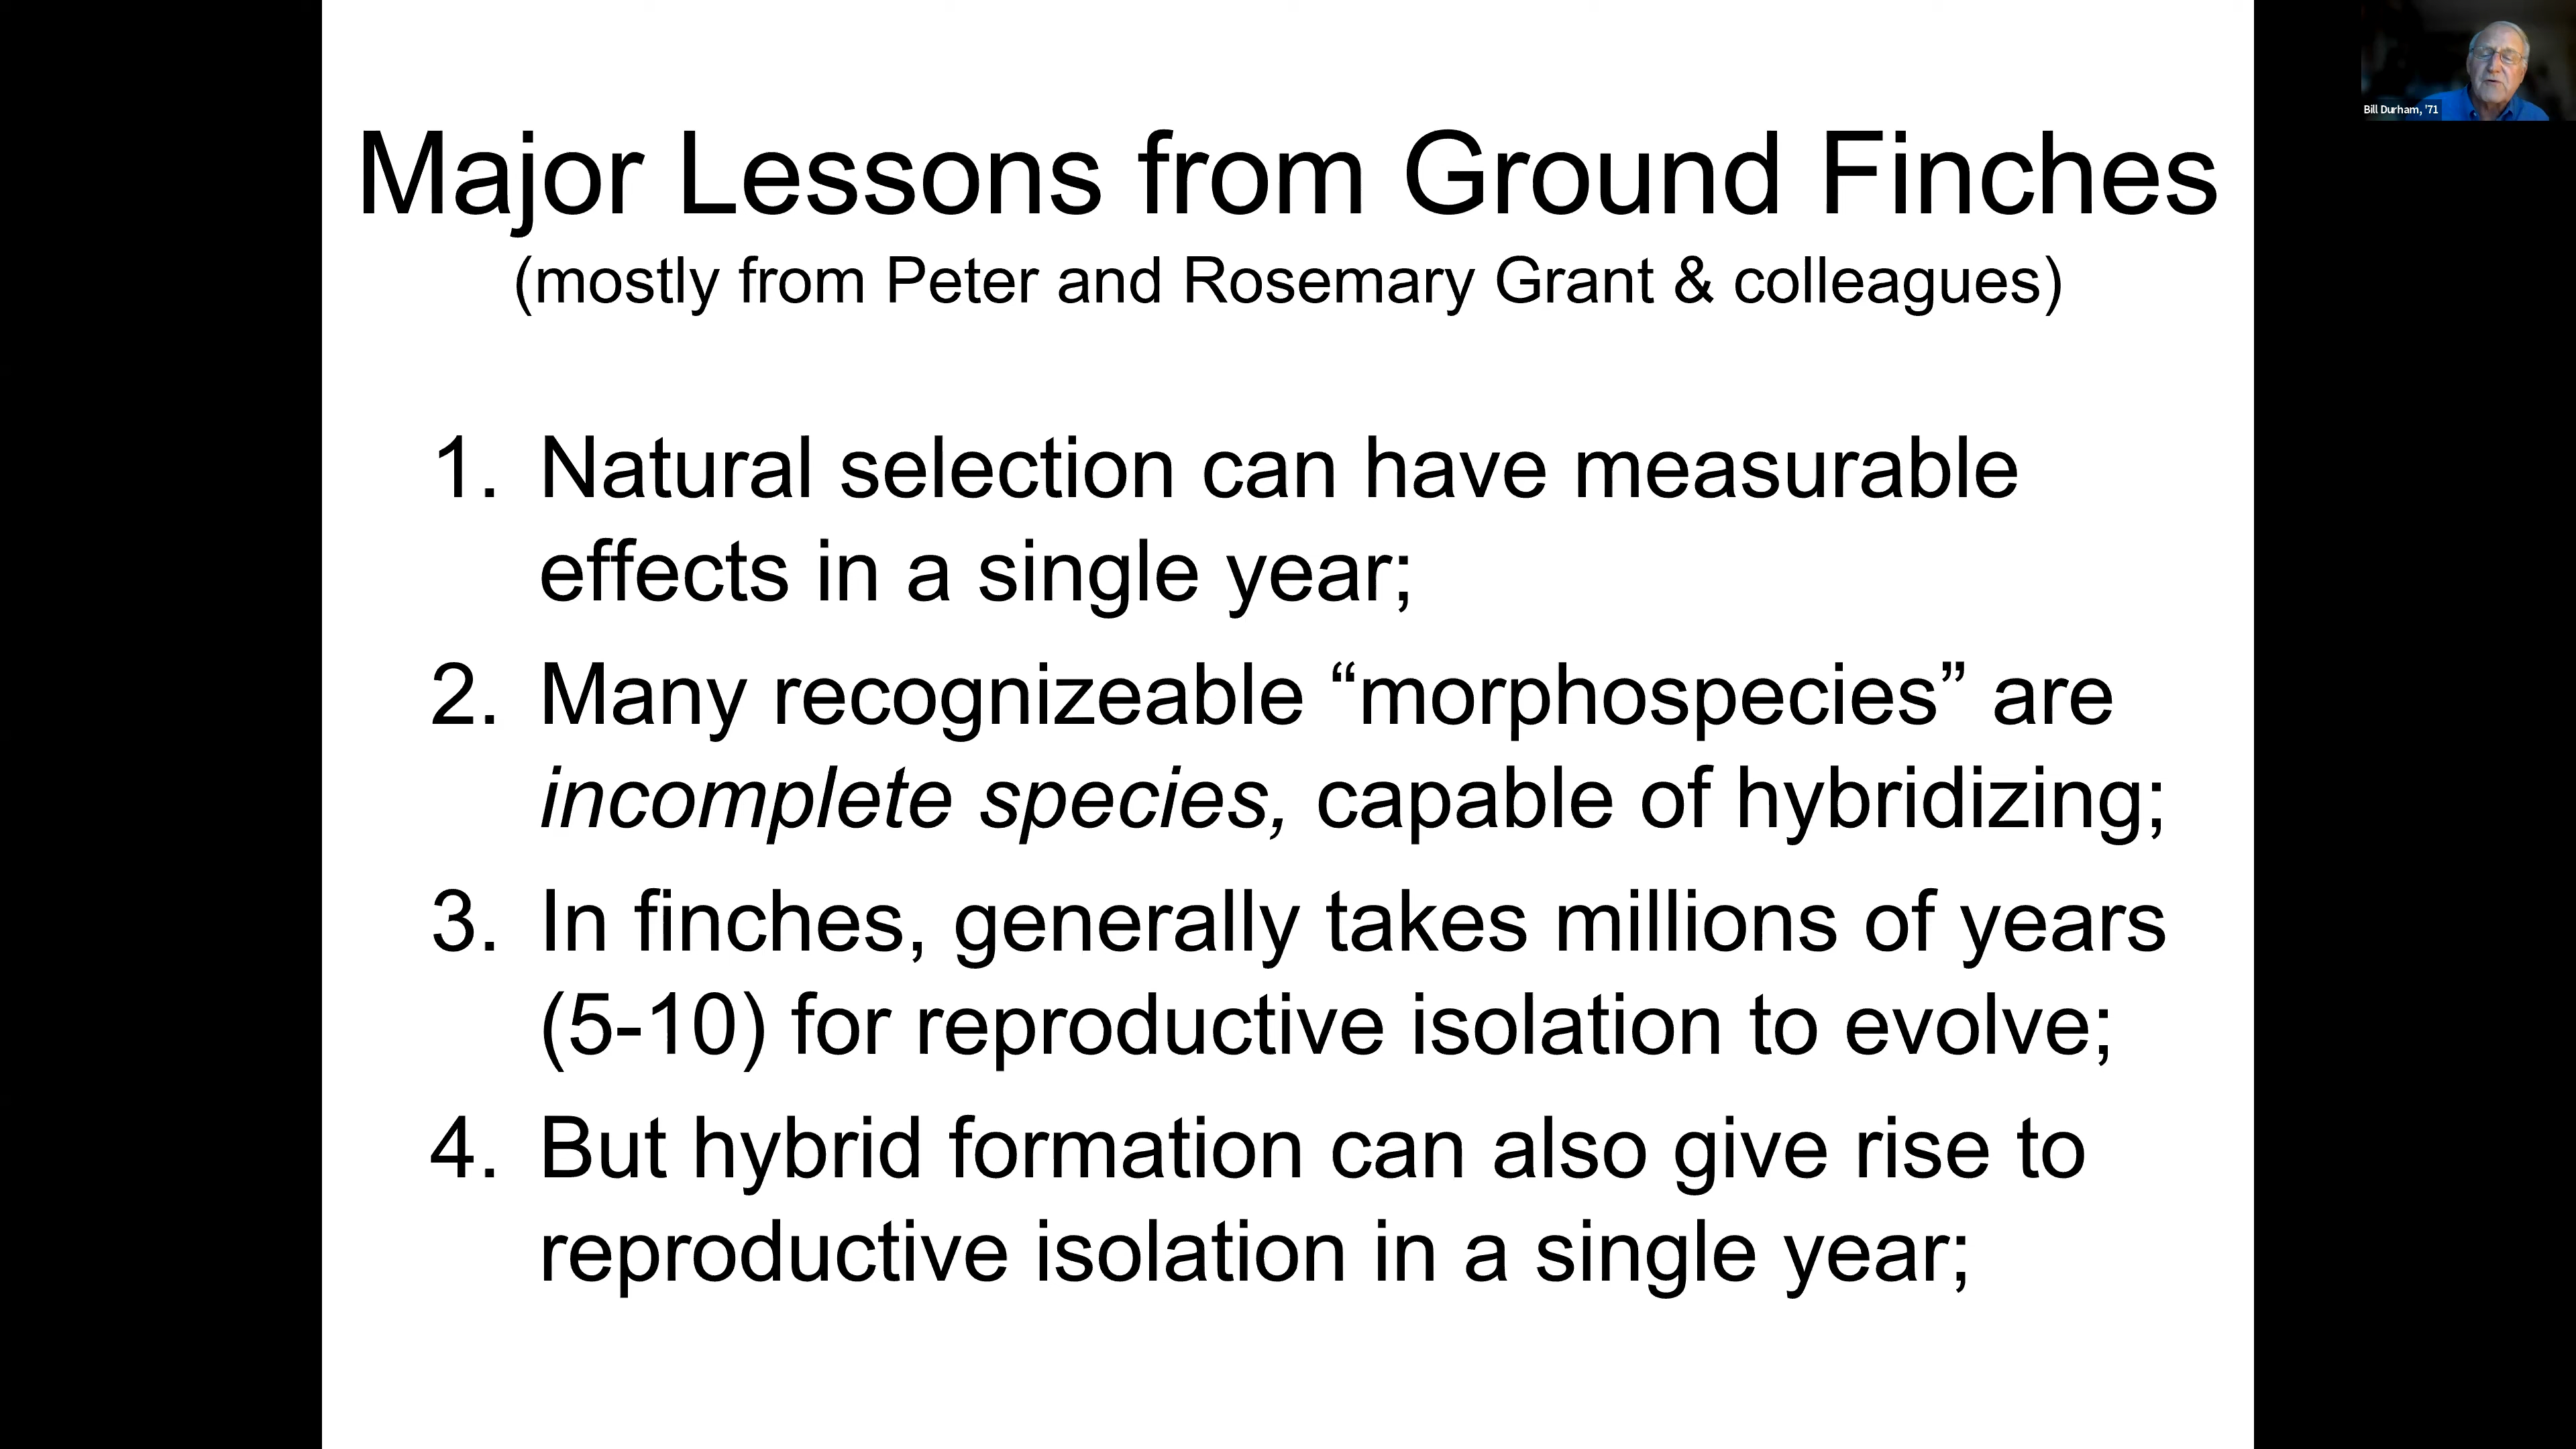 Major Lessons from Ground Finches
(mostly from Peter and Rosemary Grant & colleagues)
1. Natural selection can have measurable
effects in a single year;
2. Many recognizeable “morphospecies” are
incomplete species, capable of hybridizing;
3. In finches, generally takes millions of years
(5-10) for reproductive isolation to evolve;
4. But hybrid formation can also give rise to
reproductive isolation in a single year;
Bill Durham, '71